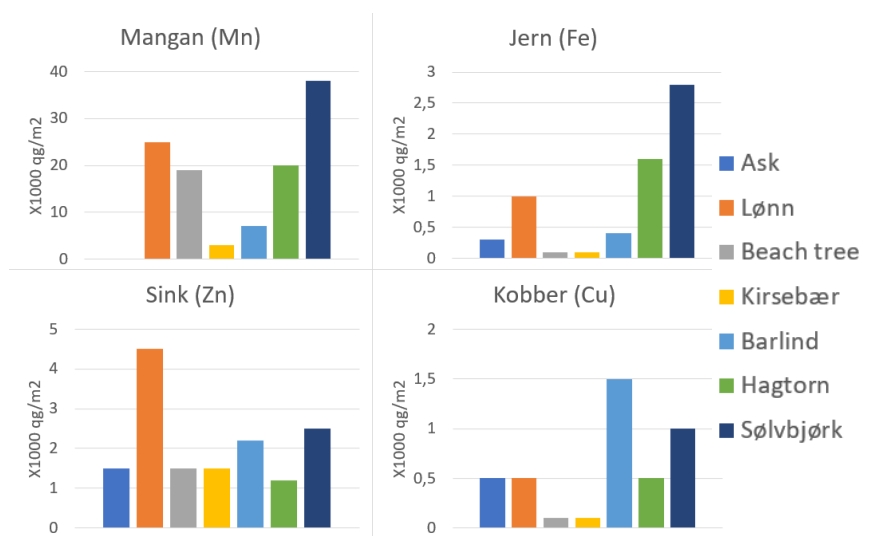 Mangan (Mn)
X1000 qg/m2
40
30
20
10
0
Jern (Fe)
X1000 qg/m2
3
2,5
2
1,5
1
0,5
0
Sink (Zn)
X1000 qg/m2
5
4
3
2
1
0
Kobber (Cu)
X1000 qg/m2
2
1,5
1
0,5
0
Ask
Lønn
Beach tree
Kirsebær
Barlind
Hagtorn
Sølvbjørk